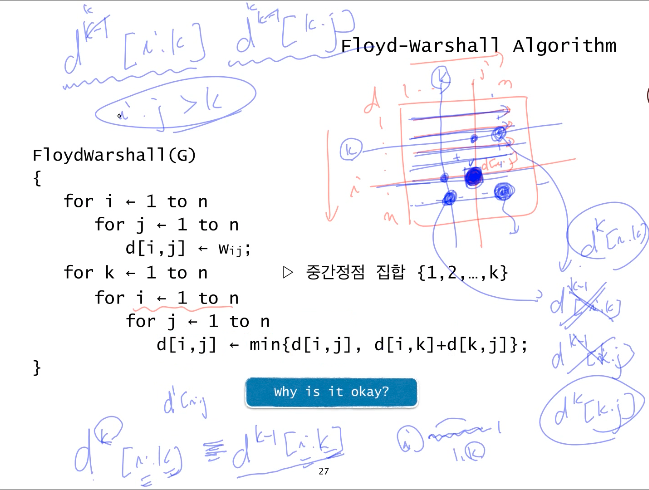 d^{k-1}[i,k] d^{k-1}[k,j]
i, j > k
Floyd-Warshall Algorithm
FloydWarshall(G)
{
for i ← 1 to n
for j ← 1 to n
d[i,j] ← w_{ij};
for k ← 1 to n ▷ 중간정점 집합 {1,2,…,k}
for i ← 1 to n
for j ← 1 to n
d[i,j] ← min{d[i,j], d[i,k]+d[k,j]};
}
Why is it okay?
d^k[i,k]
d^{k-1}[i,k]
d^{k-1}[k,j]
d^k[k,j]
d^k[i,k] ≡ d^{k-1}[i,k]
27